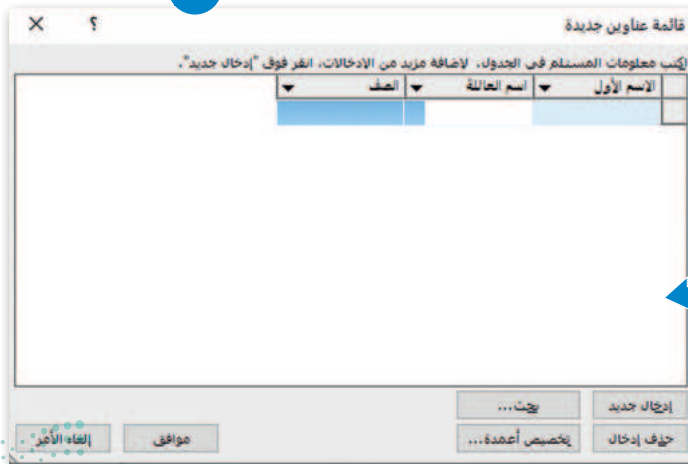 قائمة عناوين جديدة ؟ ×
اكتب معلومات المستلم في الجدول. لإضافة مزيد من الإدخالات، انقر فوق "إدخال جديد".
الاسم الأول اسم العائلة الصف
إدخال جديد بحث...
حذف إدخال تخصيص أعمدة... موافق إلغاء الأمر